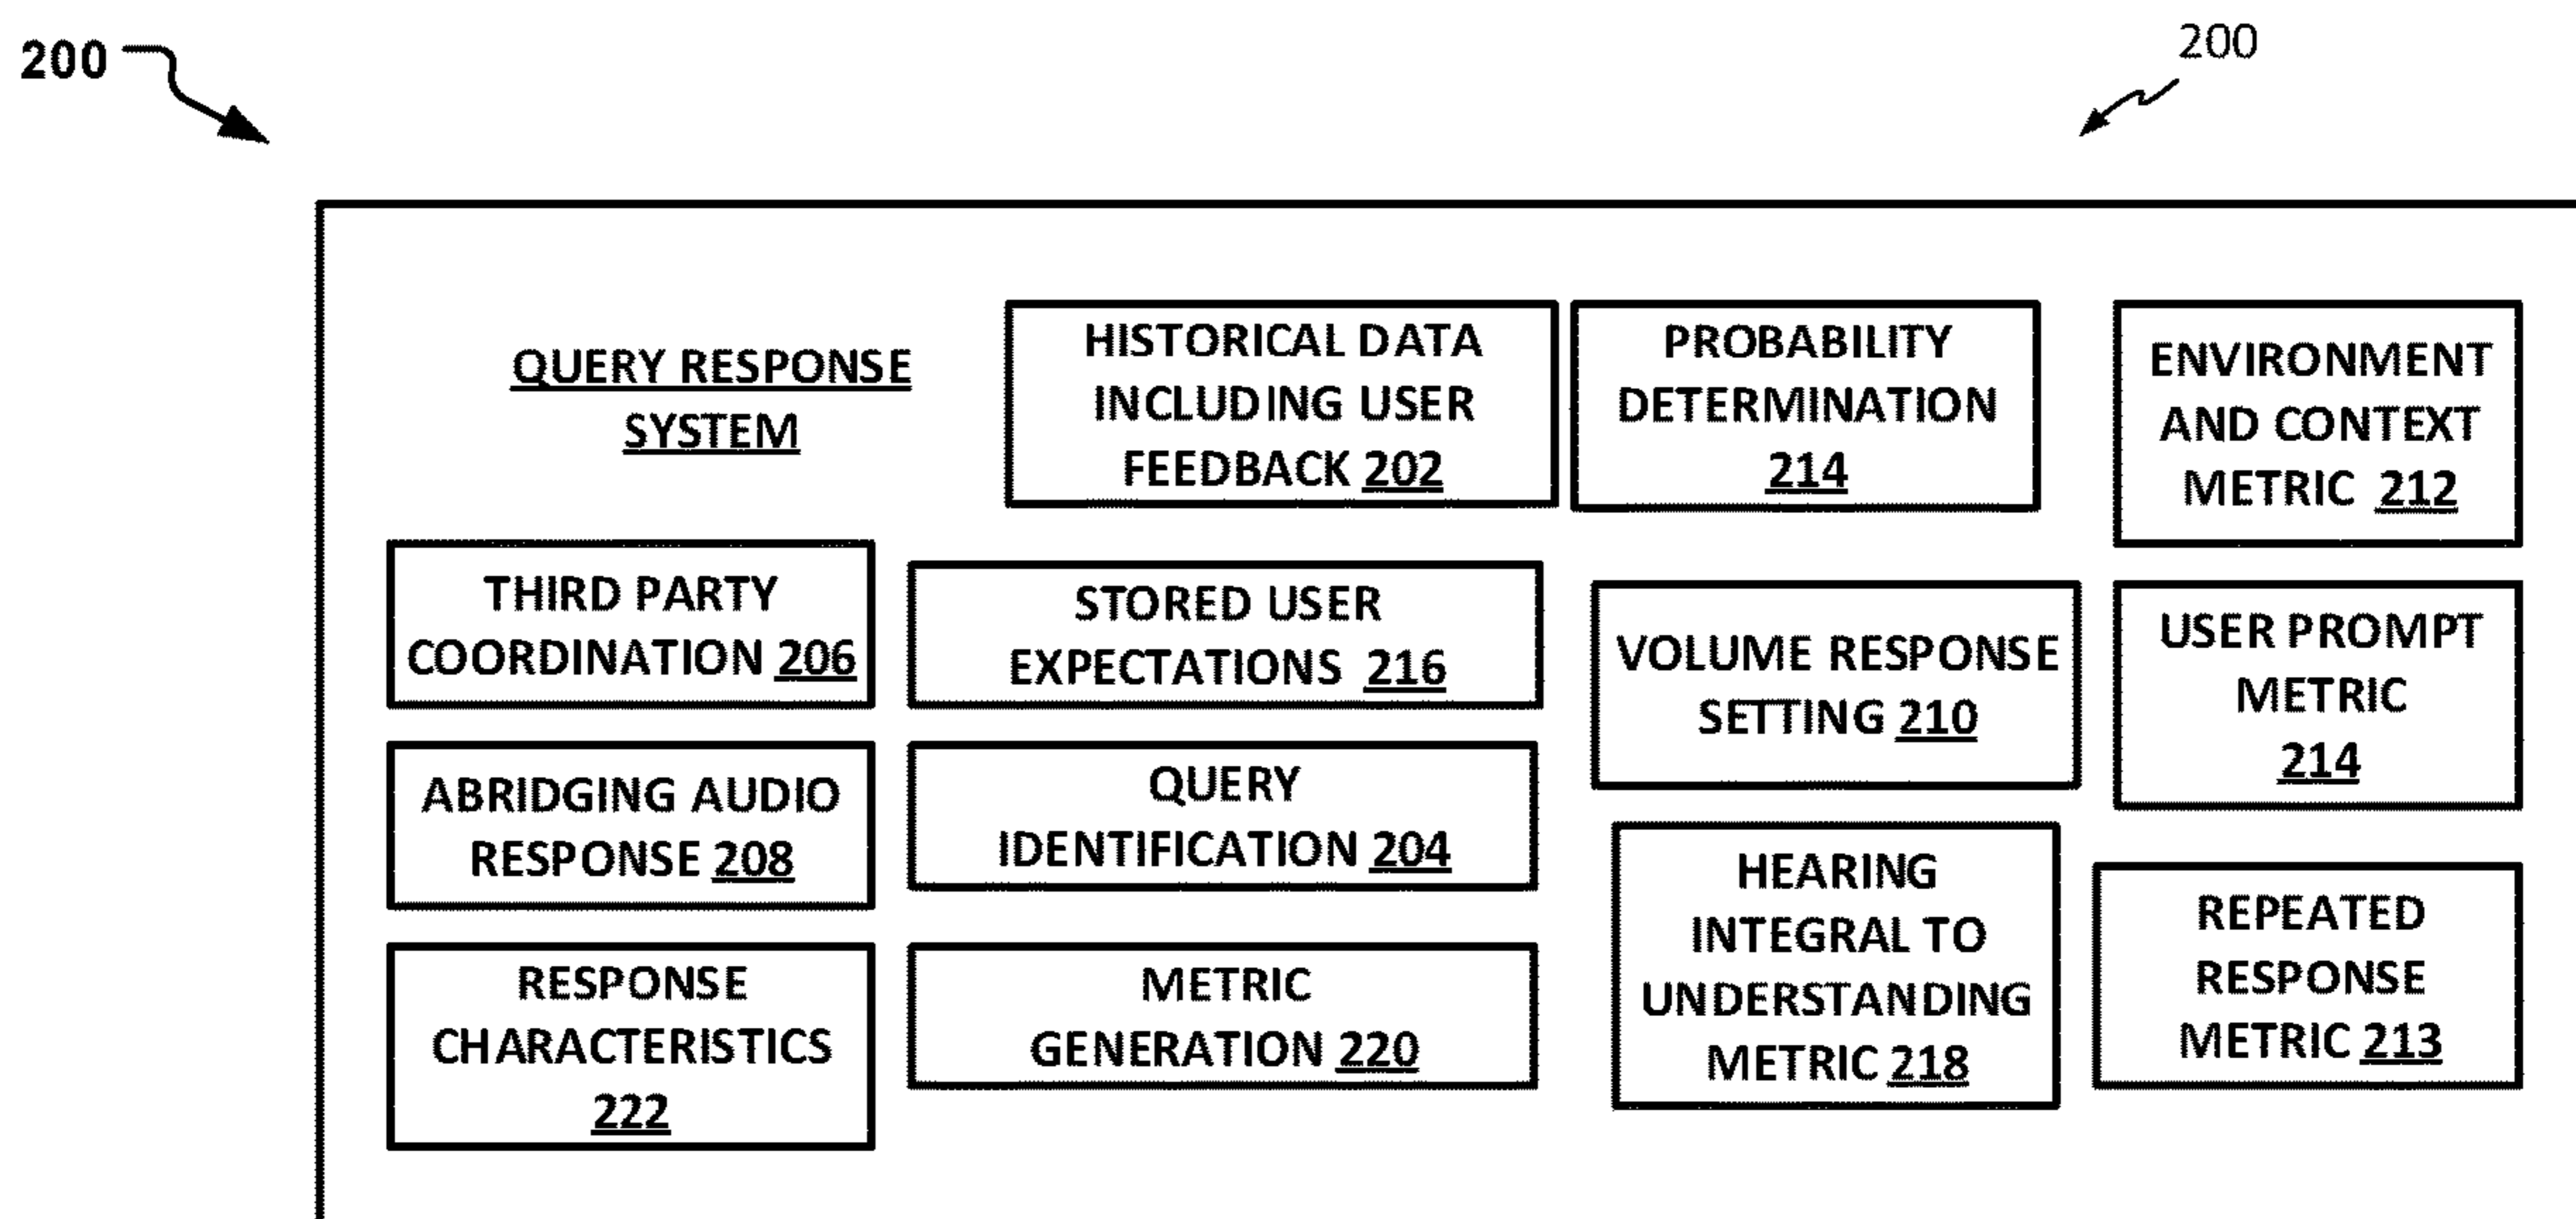 200
200
QUERY RESPONSE
SYSTEM
HISTORICAL DATA
INCLUDING USER
FEEDBACK 202
PROBABILITY
DETERMINATION
214
ENVIRONMENT
AND CONTEXT
METRIC 212
THIRD PARTY
COORDINATION 206
STORED USER
EXPECTATIONS 216
VOLUME RESPONSE
SETTING 210
USER PROMPT
METRIC
214
ABRIDGING AUDIO
RESPONSE 208
QUERY
IDENTIFICATION 204
HEARING
INTEGRAL TO
UNDERSTANDING
METRIC 218
REPEATED
RESPONSE
METRIC 213
RESPONSE
CHARACTERISTICS
222
METRIC
GENERATION 220